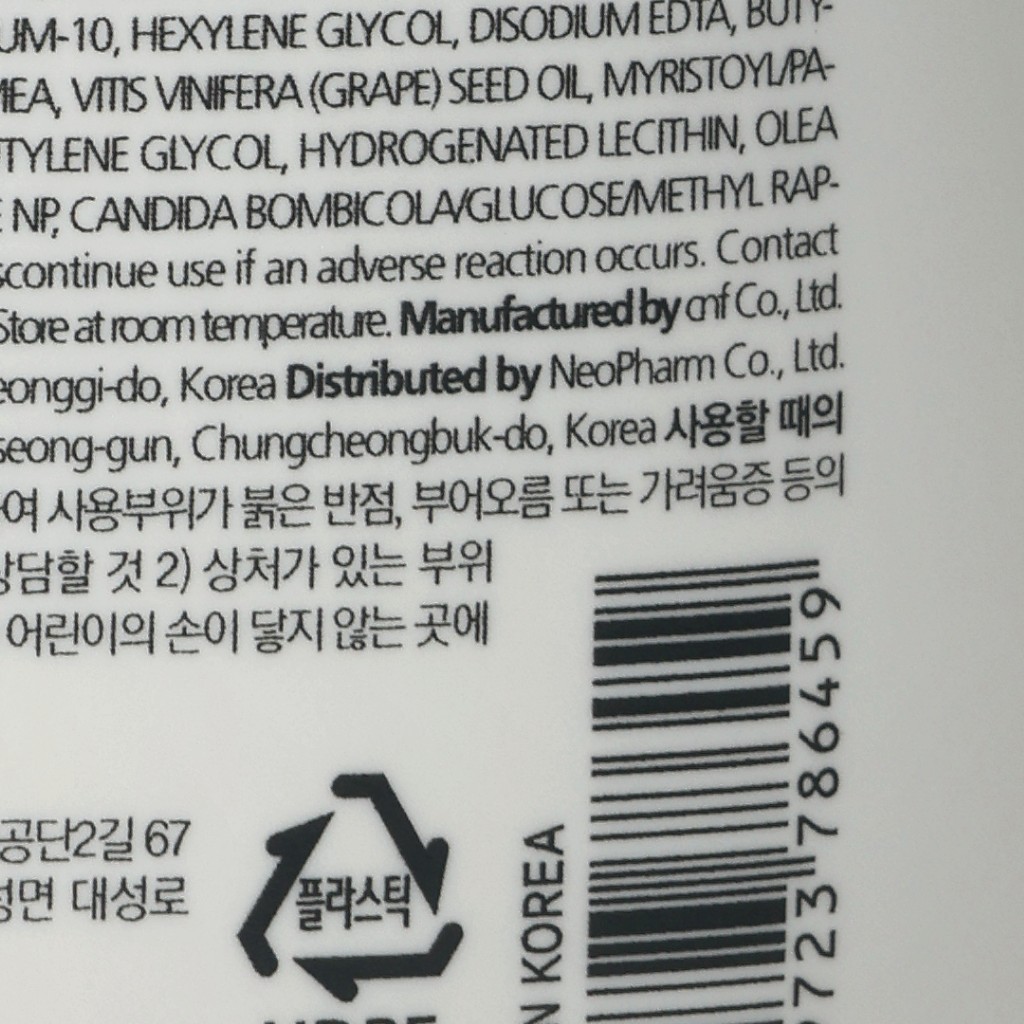 UM-10, HEXYLENE GLYCOL, DISODIUM EDTA, BUTY-
MEA, VITIS VINIFERA (GRAPE) SEED OIL, MYRISTOYL/PA-
TYLENE GLYCOL, HYDROGENATED LECITHIN, OLEA
NP, CANDIDA BOMBICOLA/GLUCOSE/METHYL RAP-
scontinue use if an adverse reaction occurs. Contact
Store at room temperature. Manufactured by cnf Co., Ltd.
eonggi-do, Korea Distributed by NeoPharm Co., Ltd.
seong-gun, Chungcheongbuk-do, Korea 사용할 때의
여 사용부위가 붉은 반점, 부어오름 또는 가려움증 등의
상담할 것 2) 상처가 있는 부위
어린이의 손이 닿지 않는 곳에
공단2길 67
면 대성로
플라스틱
N KOREA
723 786459